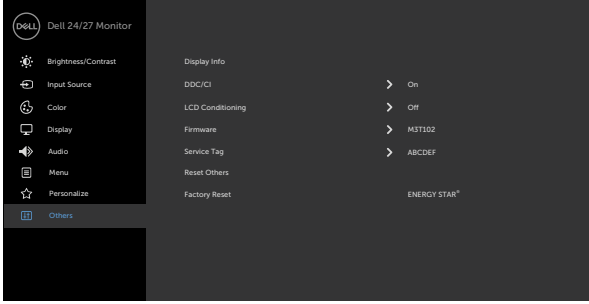 DELL Dell 24/27 Monitor
Brightness/Contrast Display Info
Input Source DDC/CI On
Color LCD Conditioning Off
Display Firmware M3T102
Audio Service Tag ABCDEF
Menu Reset Others
Personalize Factory Reset ENERGY STAR®
Others